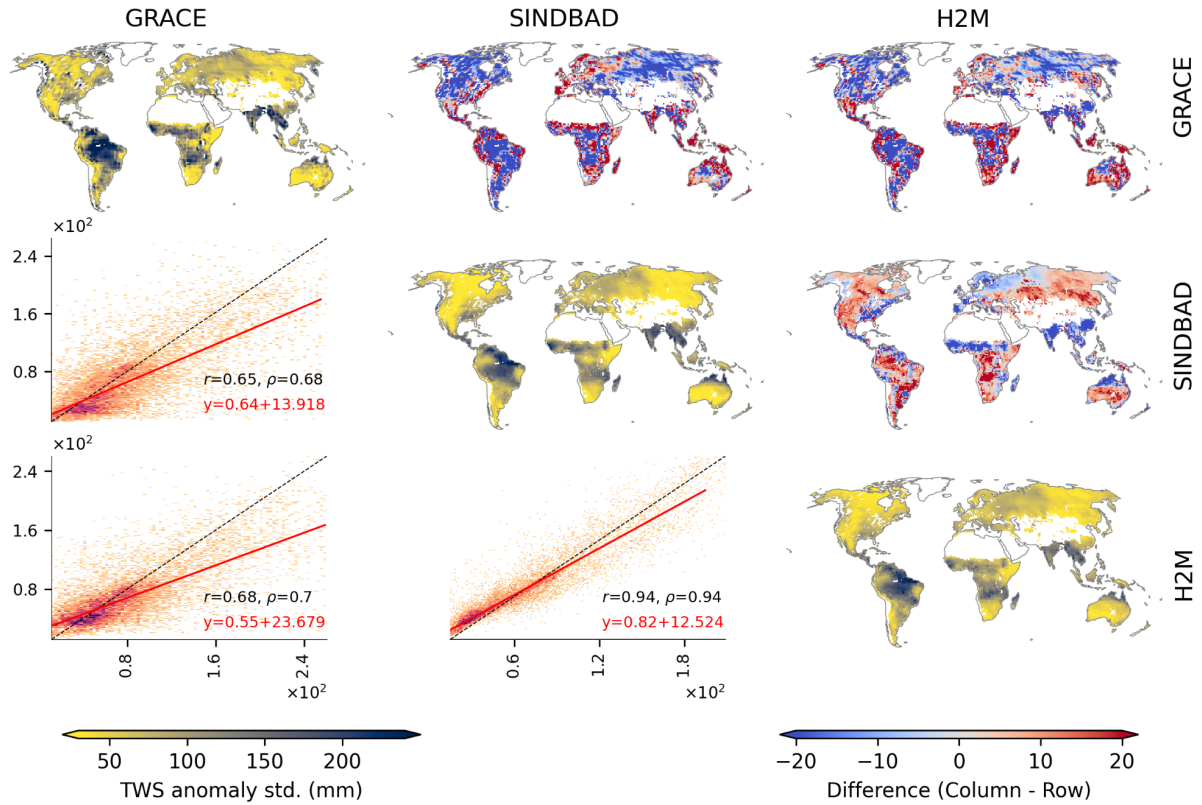 GRACE
SINDBAD
H2M
GRACE
×10²
2.4
1.6
0.8
r=0.65, ρ=0.68
y=0.64+13.918
SINDBAD
×10²
2.4
1.6
0.8
r=0.68, ρ=0.7
y=0.55+23.679
r=0.94, ρ=0.94
y=0.82+12.524
H2M
0.8
1.6
2.4
×10²
0.6
1.2
1.8
×10²
50
100
150
200
TWS anomaly std. (mm)
−20
−10
0
10
20
Difference (Column - Row)